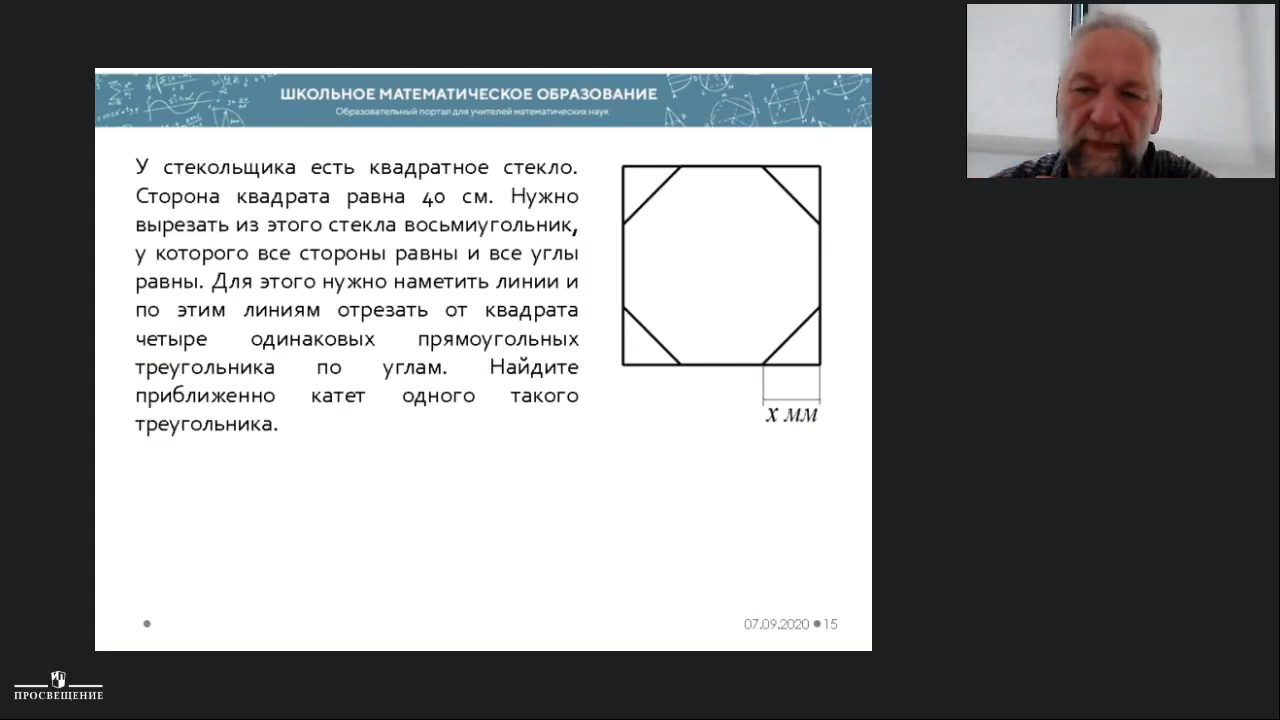 ШКОЛЬНОЕ МАТЕМАТИЧЕСКОЕ ОБРАЗОВАНИЕ
Образовательный портал для учителей математических наук
У стекольщика есть квадратное стекло.
Сторона квадрата равна 40 см. Нужно
вырезать из этого стекла восьмиугольник,
у которого все стороны равны и все углы
равны. Для этого нужно наметить линии и
по этим линиям отрезать от квадрата
четыре одинаковых прямоугольных
треугольника по углам. Найдите
приближенно катет одного такого
треугольника.
x мм
07.09.2020 ● 15
ПРОСВЕЩЕНИЕ